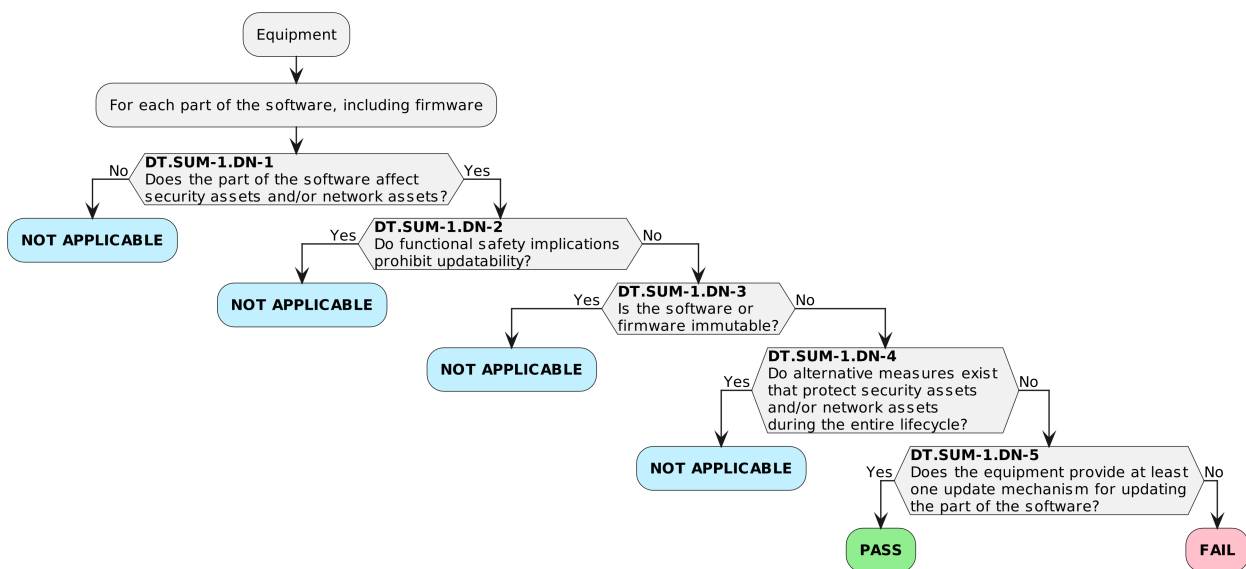 Equipment
For each part of the software, including firmware
No
DT.SUM-1.DN-1
Does the part of the software affect
security assets and/or network assets?
Yes
NOT APPLICABLE
Yes
DT.SUM-1.DN-2
Do functional safety implications
prohibit updatability?
No
NOT APPLICABLE
Yes
DT.SUM-1.DN-3
Is the software or
firmware immutable?
No
NOT APPLICABLE
Yes
DT.SUM-1.DN-4
Do alternative measures exist
that protect security assets
and/or network assets
during the entire lifecycle?
No
NOT APPLICABLE
Yes
DT.SUM-1.DN-5
Does the equipment provide at least
one update mechanism for updating
the part of the software?
No
PASS
FAIL